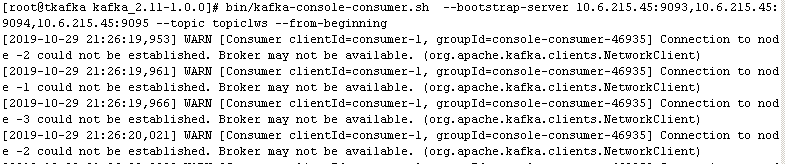 [root@tkafka kafka_2.11-1.0.0]# bin/kafka-console-consumer.sh  --bootstrap-server 10.6.215.45:9093,10.6.215.45:
9094,10.6.215.45:9095 --topic topiclws --from-beginning
[2019-10-29 21:26:19,953] WARN [Consumer clientId=consumer-1, groupId=console-consumer-46935] Connection to nod
e -2 could not be established. Broker may not be available. (org.apache.kafka.clients.NetworkClient)
[2019-10-29 21:26:19,961] WARN [Consumer clientId=consumer-1, groupId=console-consumer-46935] Connection to nod
e -1 could not be established. Broker may not be available. (org.apache.kafka.clients.NetworkClient)
[2019-10-29 21:26:19,966] WARN [Consumer clientId=consumer-1, groupId=console-consumer-46935] Connection to nod
e -3 could not be established. Broker may not be available. (org.apache.kafka.clients.NetworkClient)
[2019-10-29 21:26:20,021] WARN [Consumer clientId=consumer-1, groupId=console-consumer-46935] Connection to nod
e -2 could not be established. Broker may not be available. (org.apache.kafka.clients.NetworkClient)